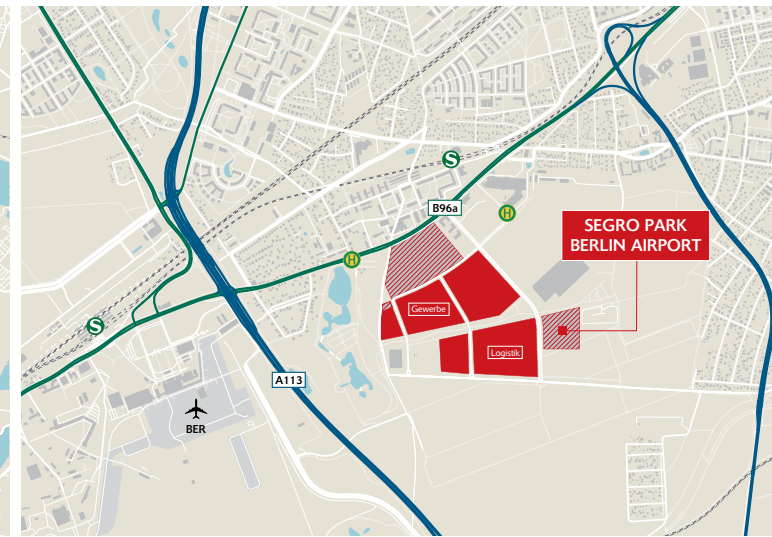 S
B96a
H
SEGRO PARK
BERLIN AIRPORT
H
Gewerbe
S
Logistik
A113
BER